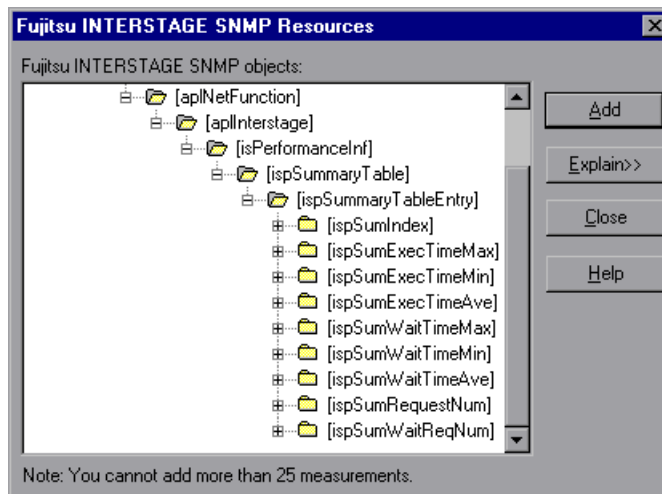 Fujitsu INTERSTAGE SNMP Resources
Fujitsu INTERSTAGE SNMP objects:
[aplNetFunction]
[aplInterstage]
[isPerformanceInf]
[ispSummaryTable]
[ispSummaryTableEntry]
[ispSumIndex]
[ispSumExecTimeMax]
[ispSumExecTimeMin]
[ispSumExecTimeAve]
[ispSumWaitTimeMax]
[ispSumWaitTimeMin]
[ispSumWaitTimeAve]
[ispSumRequestNum]
[ispSumWaitReqNum]
Add
Explain>>
Close
Help
Note: You cannot add more than 25 measurements.